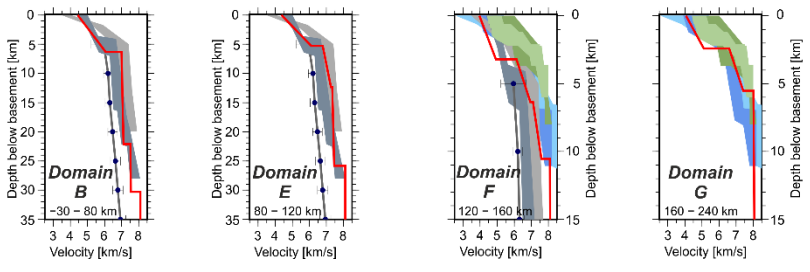 Depth below basement [km]
0
5
10
15
20
25
30
35
Domain
B
−30 – 80 km
3 4 5 6 7 8
Velocity [km/s]
Depth below basement [km]
0
5
10
15
20
25
30
35
Domain
E
80 – 120 km
3 4 5 6 7 8
Velocity [km/s]
0
5
10
15
Depth below basement [km]
Domain
F
120 – 160 km
3 4 5 6 7 8
Velocity [km/s]
0
5
10
15
Depth below basement [km]
Domain
G
160 – 240 km
3 4 5 6 7 8
Velocity [km/s]